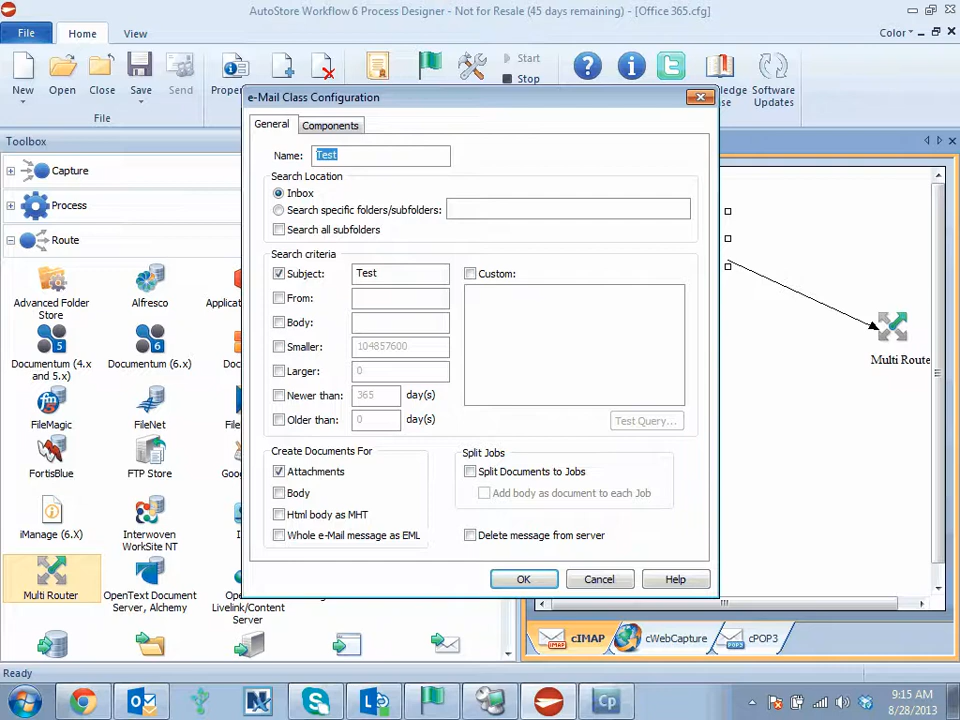 AutoStore Workflow 6 Process Designer - Not for Resale (45 days remaining) - [Office 365.cfg]
File Home View Color
New Open Close Save Send
File
Start
Stop
Software
Updates
Toolbox
Capture
Process
Route
Advanced Folder
Store
Alfresco
Documentum (4.x
and 5.x)
Documentum (6.x)
FileMagic
FileNet
FortisBlue
FTP Store
iManage (6.X)
Interwoven
WorkSite NT
Multi Router
OpenText Document
Server, Alchemy
Livelink/Content
Server
e-Mail Class Configuration
General Components
Name: Test
Search Location
Inbox
Search specific folders/subfolders:
Search all subfolders
Search criteria
Subject: Test
Custom:
From:
Body:
Smaller: 104857600
Larger: 0
Newer than: 365 day(s)
Older than: 0 day(s)
Test Query...
Create Documents For
Attachments
Body
Html body as MHT
Whole e-Mail message as EML
Split Jobs
Split Documents to Jobs
Add body as document to each Job
Delete message from server
OK Cancel Help
Multi Route
cIMAP cWebCapture cPOP3
Ready
9:15 AM
8/28/2013